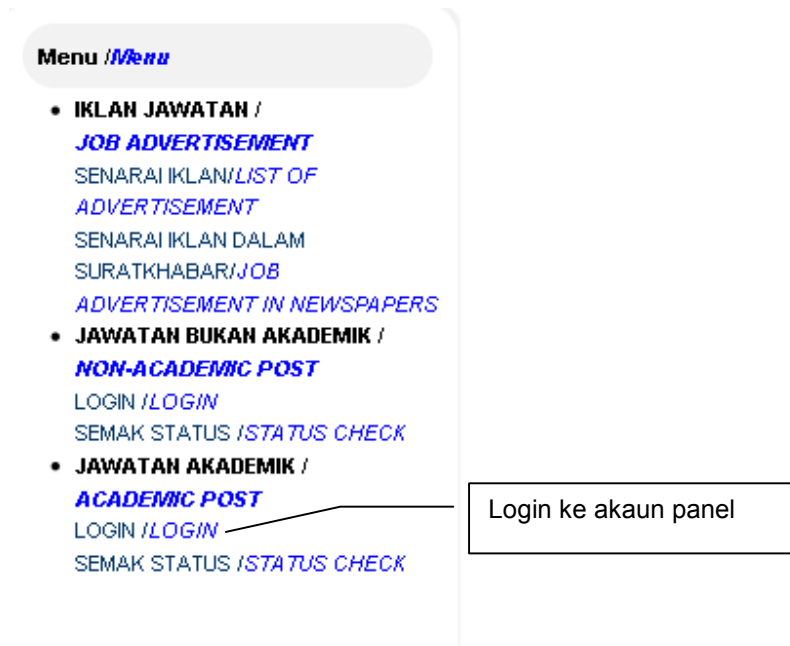 Menu /Menu
IKLAN JAWATAN /
JOB ADVERTISEMENT
SENARAI IKLAN/LIST OF
ADVERTISEMENT
SENARAI IKLAN DALAM
SURATKHABAR/JOB
ADVERTISEMENT IN NEWSPAPERS
JAWATAN BUKAN AKADEMIK /
NON-ACADEMIC POST
LOGIN /LOGIN
SEMAK STATUS /STATUS CHECK
JAWATAN AKADEMIK /
ACADEMIC POST
LOGIN /LOGIN
Login ke akaun panel
SEMAK STATUS /STATUS CHECK